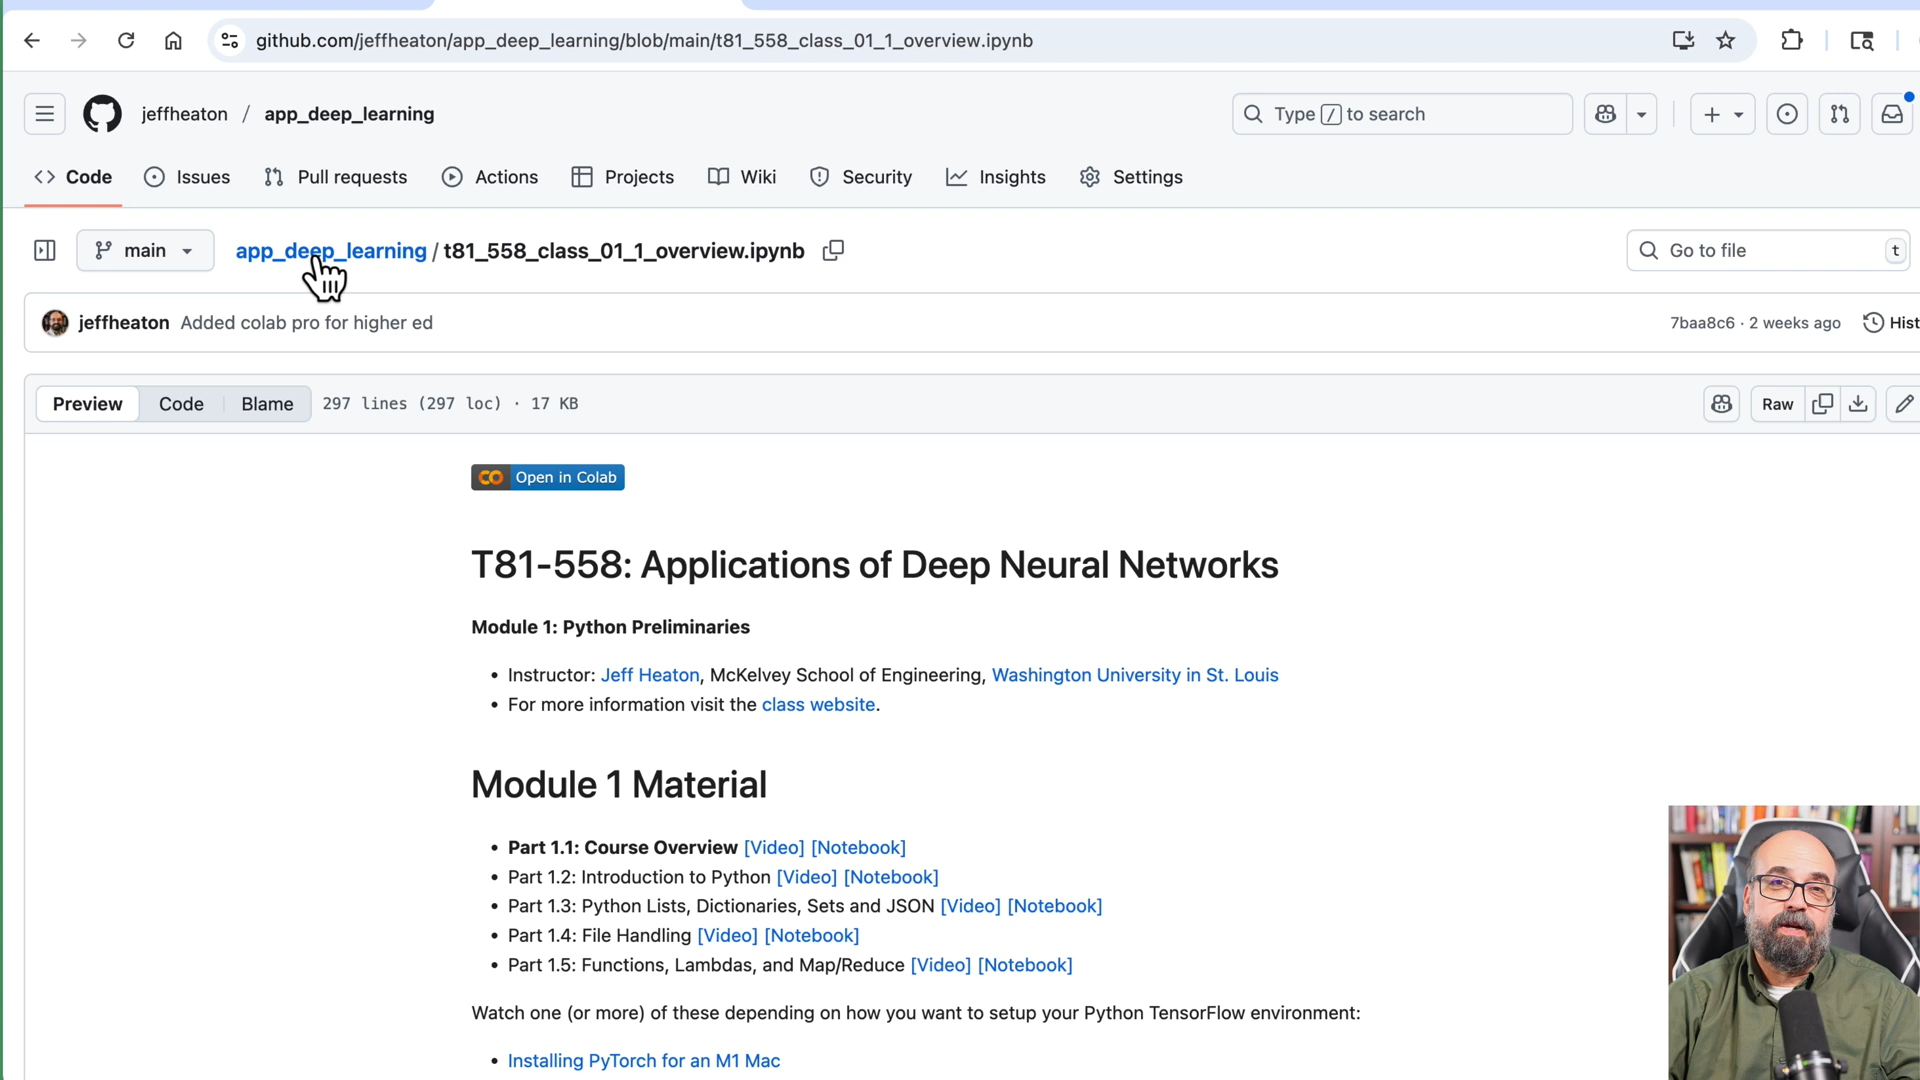 github.com/jeffheaton/app_deep_learning/blob/main/t81_558_class_01_1_overview.ipynb
jeffheaton / app_deep_learning
Type / to search
Code Issues Pull requests Actions Projects Wiki Security Insights Settings
main
app_deep_learning / t81_558_class_01_1_overview.ipynb
Go to file t
jeffheaton Added colab pro for higher ed
7baa8c6 · 2 weeks ago Hist
Preview Code Blame 297 lines (297 loc) · 17 KB
Raw
CO Open in Colab
T81-558: Applications of Deep Neural Networks
Module 1: Python Preliminaries
• Instructor: Jeff Heaton, McKelvey School of Engineering, Washington University in St. Louis
• For more information visit the class website.
Module 1 Material
• Part 1.1: Course Overview [Video] [Notebook]
• Part 1.2: Introduction to Python [Video] [Notebook]
• Part 1.3: Python Lists, Dictionaries, Sets and JSON [Video] [Notebook]
• Part 1.4: File Handling [Video] [Notebook]
• Part 1.5: Functions, Lambdas, and Map/Reduce [Video] [Notebook]
Watch one (or more) of these depending on how you want to setup your Python TensorFlow environment:
• Installing PyTorch for an M1 Mac